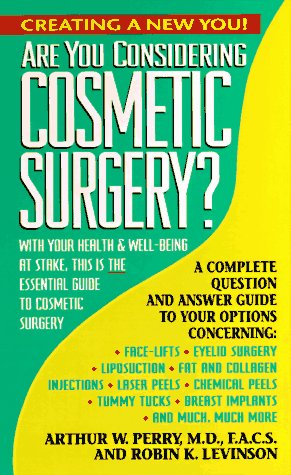 CREATING A NEW YOU!
ARE YOU CONSIDERING
COSMETIC
SURGERY?
WITH YOUR HEALTH & WELL-BEING
AT STAKE, THIS IS THE
ESSENTIAL GUIDE
TO COSMETIC
SURGERY
A COMPLETE
QUESTION
AND ANSWER GUIDE
TO YOUR OPTIONS
CONCERNING:
• FACE-LIFTS • EYELID SURGERY
• LIPOSUCTION • FAT AND COLLAGEN
INJECTIONS • LASER PEELS • CHEMICAL PEELS
• TUMMY TUCKS • BREAST IMPLANTS
• AND MUCH, MUCH MORE
ARTHUR W. PERRY, M.D., F.A.C.S.
AND ROBIN K. LEVINSON